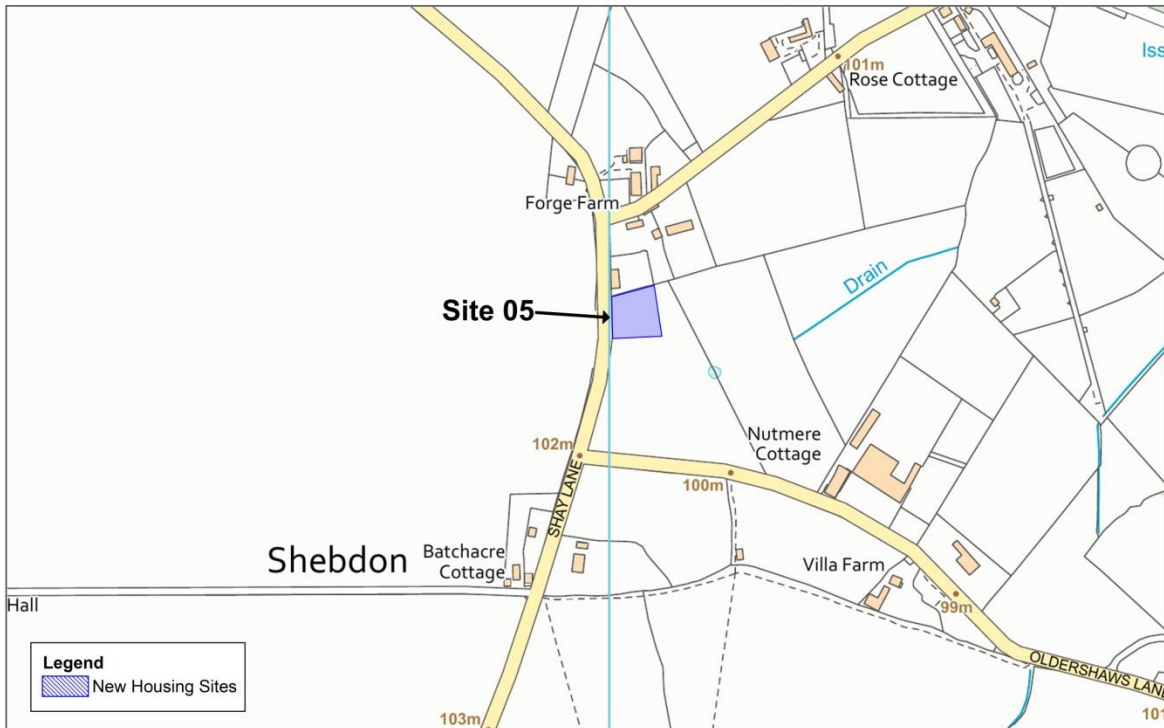 101m
Rose Cottage
Iss
Forge Farm
Drain
Site 05
Nutmere
Cottage
102m
100m
SHAY LANE
Shebdon
Batchacre
Cottage
Villa Farm
Hall
99m
Legend
New Housing Sites
OLDERSHAWS LANE
101
103m